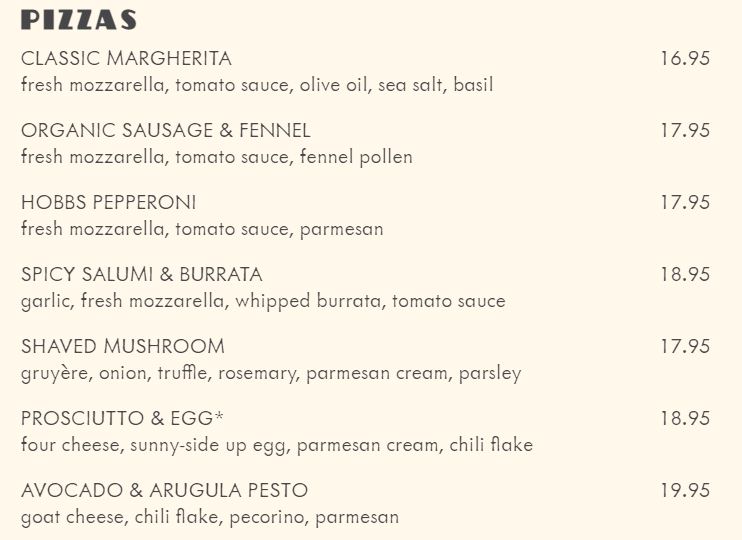 PIZZAS
CLASSIC MARGHERITA 16.95
fresh mozzarella, tomato sauce, olive oil, sea salt, basil
ORGANIC SAUSAGE & FENNEL 17.95
fresh mozzarella, tomato sauce, fennel pollen
HOBBS PEPPERONI 17.95
fresh mozzarella, tomato sauce, parmesan
SPICY SALUMI & BURRATA 18.95
garlic, fresh mozzarella, whipped burrata, tomato sauce
SHAVED MUSHROOM 17.95
gruyère, onion, truffle, rosemary, parmesan cream, parsley
PROSCIUTTO & EGG* 18.95
four cheese, sunny-side up egg, parmesan cream, chili flake
AVOCADO & ARUGULA PESTO 19.95
goat cheese, chili flake, pecorino, parmesan